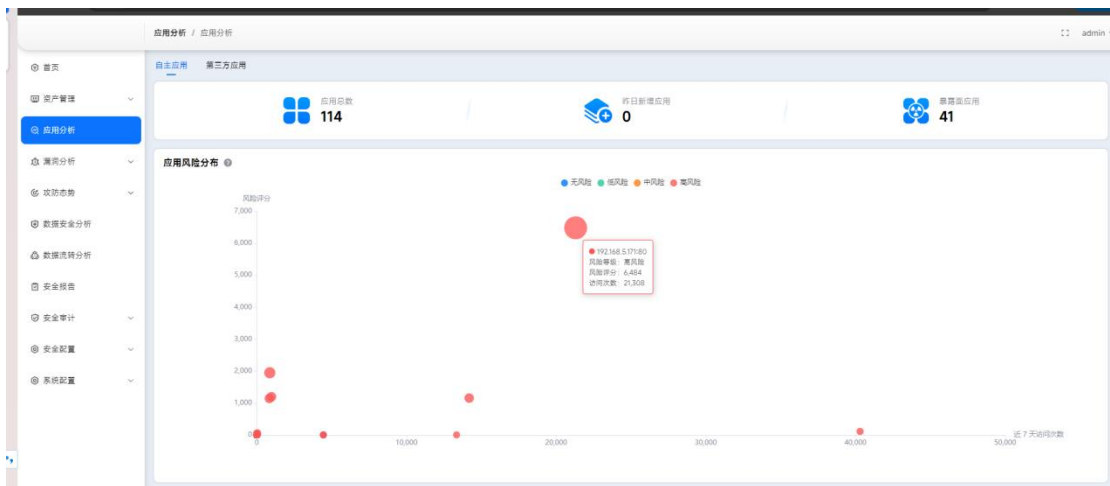 应用分析 / 应用分析
admin
首页
资产管理
应用分析
漏洞分析
攻防态势
数据安全分析
数据流转分析
安全报告
安全审计
安全配置
系统配置
自主应用 第三方应用
应用总数
114
昨日新增应用
0
暴露面应用
41
应用风险分布
无风险 低风险 中风险 高风险
风险评分
7,000
6,000
5,000
4,000
3,000
2,000
1,000
0
192.168.5.171:80
风险等级: 高风险
风险评分: 6,484
访问次数: 21,308
0 10,000 20,000 30,000 40,000 50,000
近 7 天访问次数